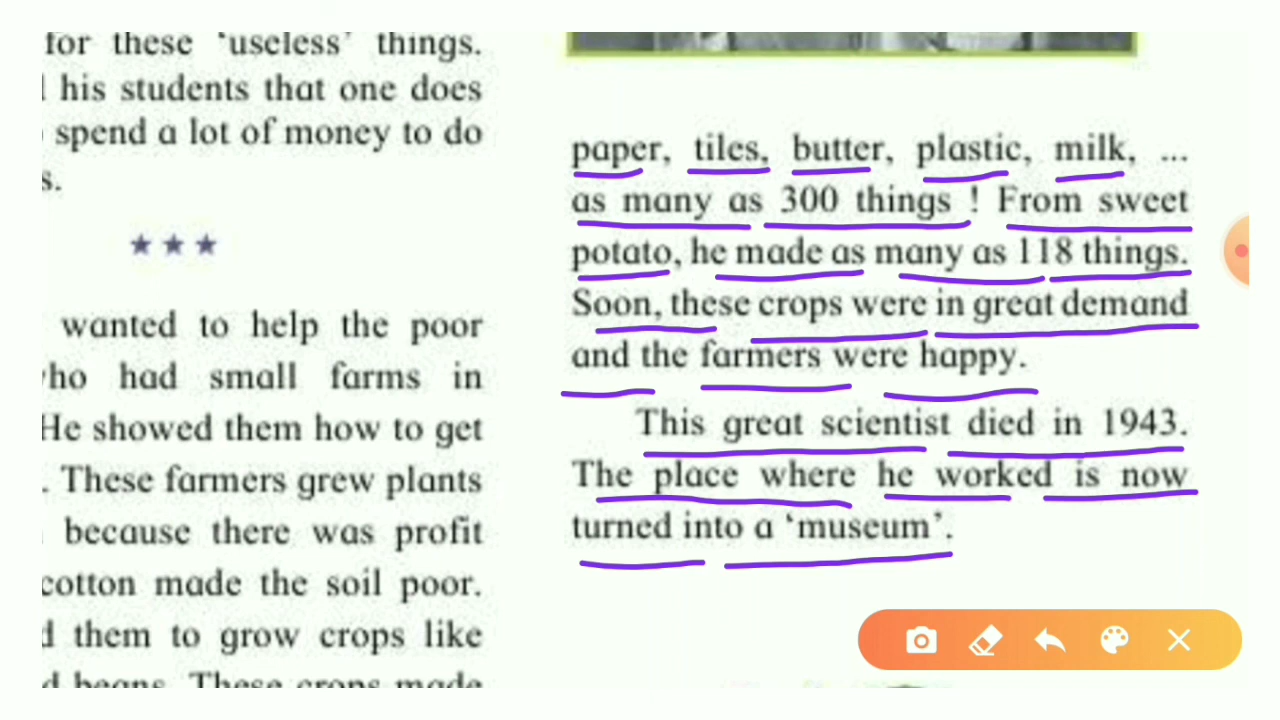 for these ‘useless’ things.
his students that one does
spend a lot of money to do
s.
★★★
wanted to help the poor
who had small farms in
He showed them how to get
. These farmers grew plants
because there was profit
cotton made the soil poor.
d them to grow crops like
d beans. These crops made
paper, tiles, butter, plastic, milk, ...
as many as 300 things ! From sweet
potato, he made as many as 118 things.
Soon, these crops were in great demand
and the farmers were happy.
This great scientist died in 1943.
The place where he worked is now
turned into a ‘museum’.